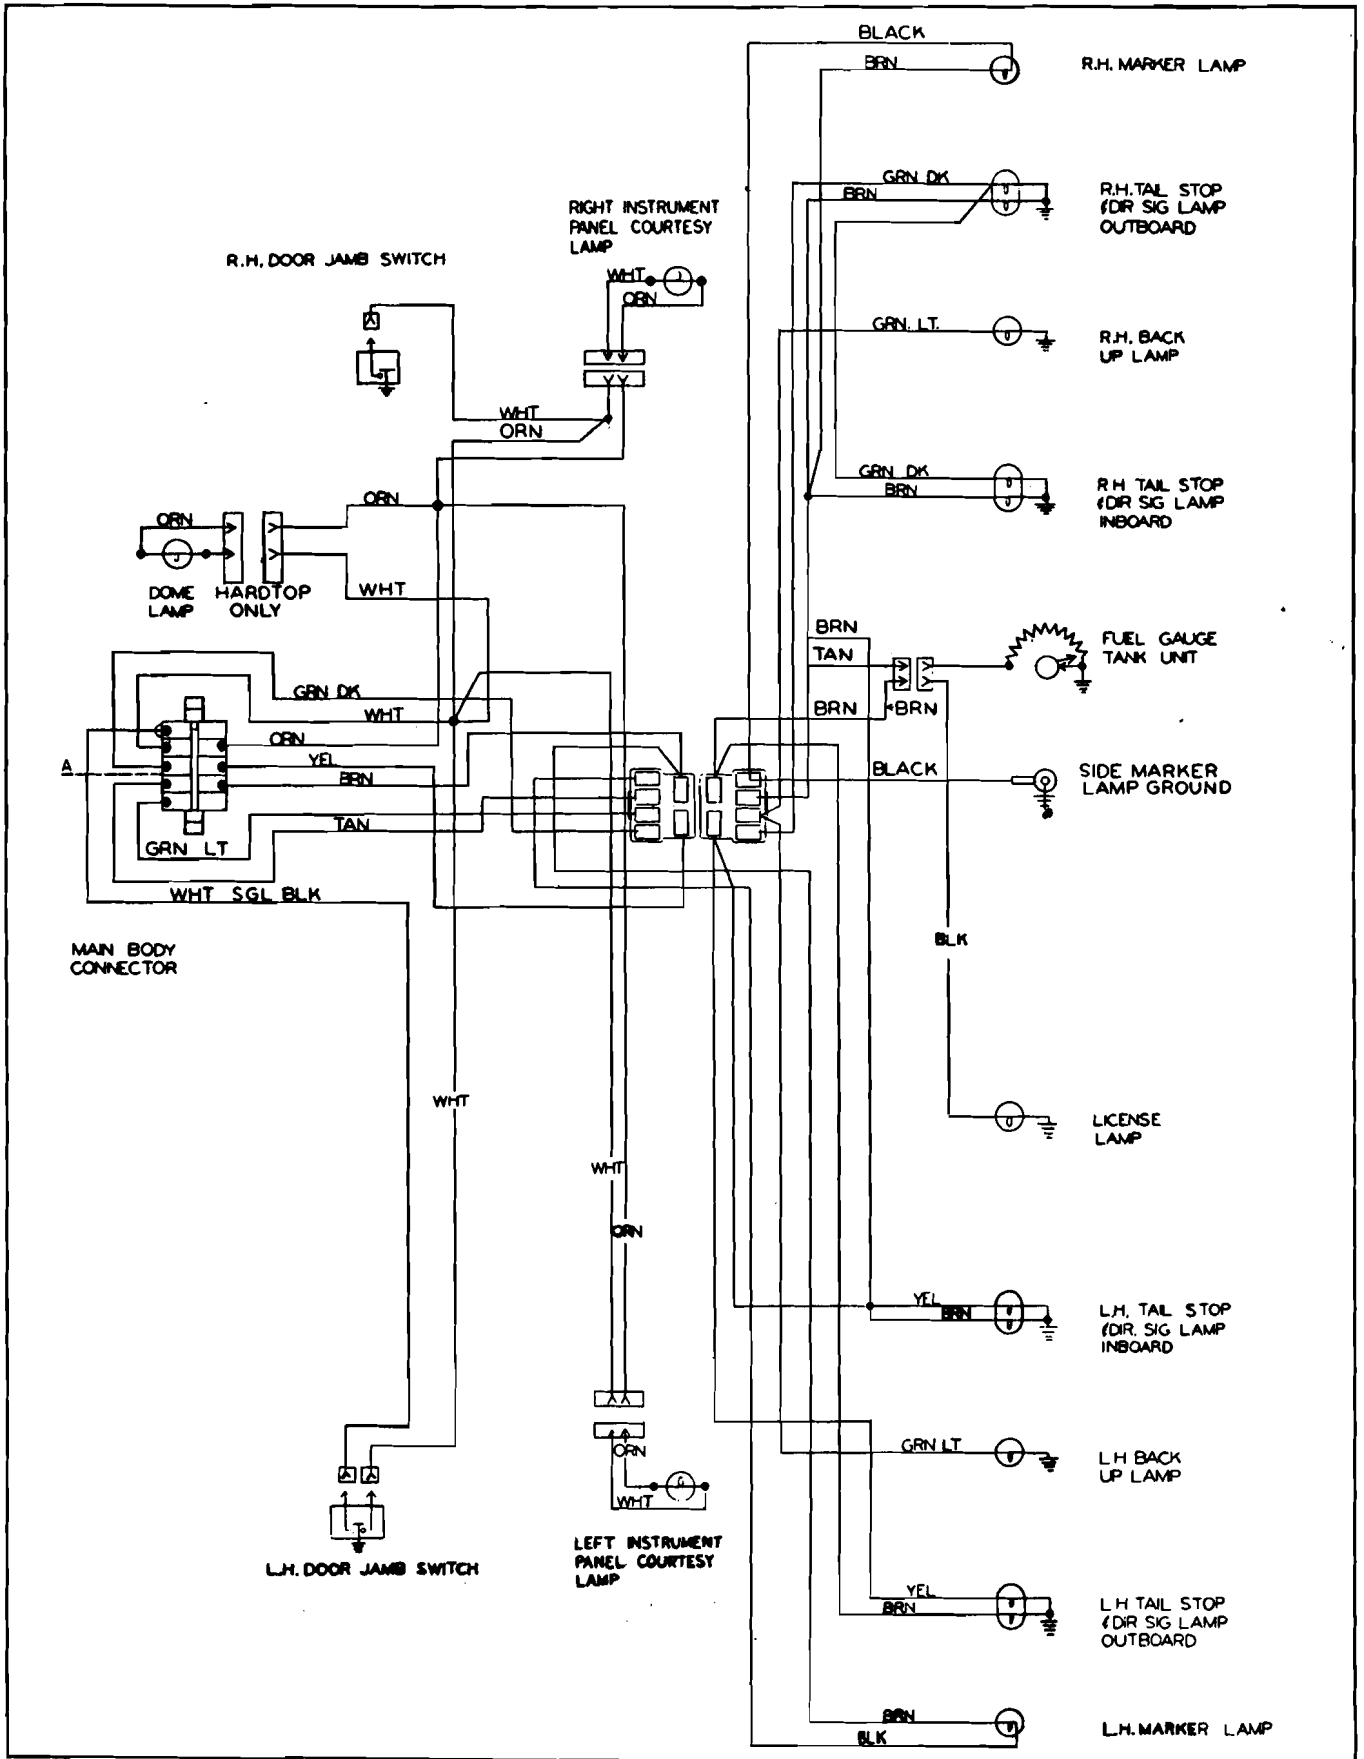 BLACK
BRN
R.H. MARKER LAMP
GRN DK
BRN
R.H. TAIL STOP
& DIR SIG LAMP
OUTBOARD
RIGHT INSTRUMENT
PANEL COURTESY
LAMP
R.H. DOOR JAMB SWITCH
WHT
ORN
GRN. LT.
R.H. BACK
UP LAMP
WHT
ORN
GRN DK
BRN
RH TAIL STOP
& DIR SIG LAMP
INBOARD
ORN
ORN
DOME
LAMP
HARDTOP
ONLY
WHT
BRN
TAN
FUEL GAUGE
TANK UNIT
GRN DK
WHT
BRN
BRN
ORN
YEL
BRN
A
BLACK
SIDE MARKER
LAMP GROUND
TAN
GRN LT
WHT SGL BLK
MAIN BODY
CONNECTOR
BLK
WHT
LICENSE
LAMP
WHT
ORN
YEL
BRN
L.H. TAIL STOP
& DIR. SIG LAMP
INBOARD
GRN LT
LH BACK
UP LAMP
ORN
WHT
LEFT INSTRUMENT
PANEL COURTESY
LAMP
L.H. DOOR JAMB SWITCH
YEL
BRN
LH TAIL STOP
& DIR SIG LAMP
OUTBOARD
BRN
BLK
L.H. MARKER LAMP